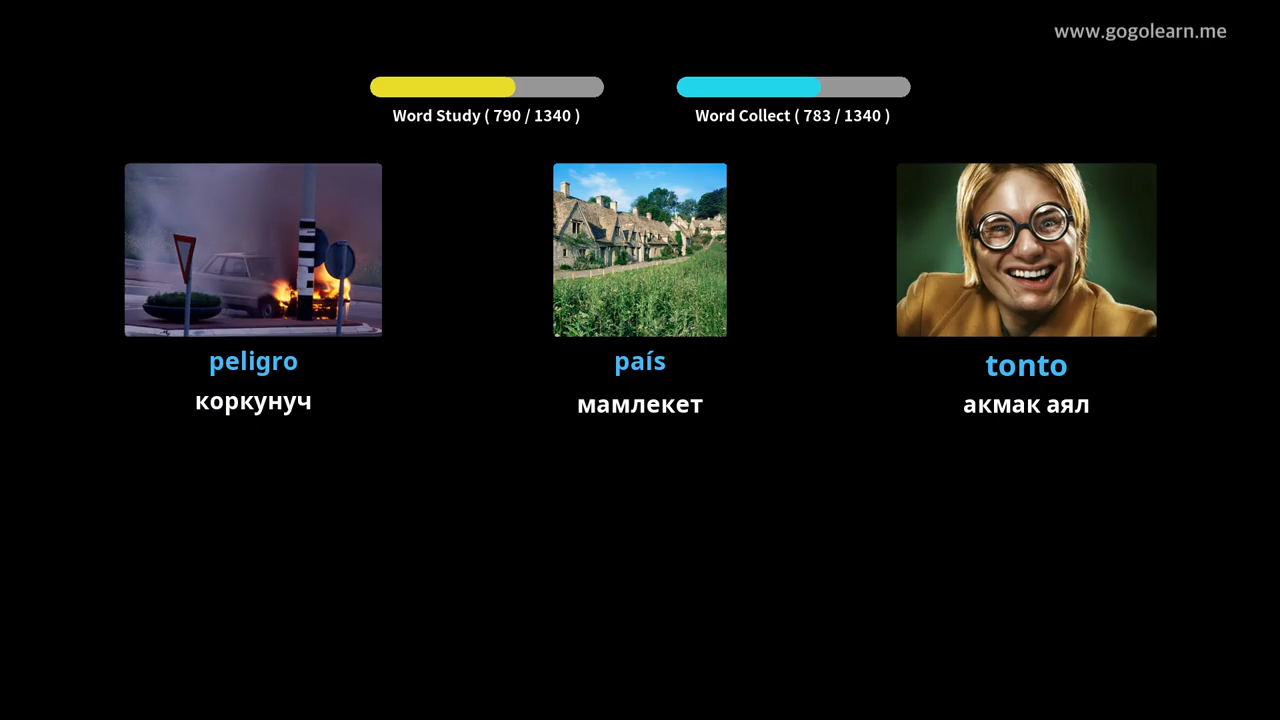 www.gogolearn.me
Word Study ( 790 / 1340 )
Word Collect ( 783 / 1340 )
peligro
país
tonto
коркунуч
мамлекет
акмак аял